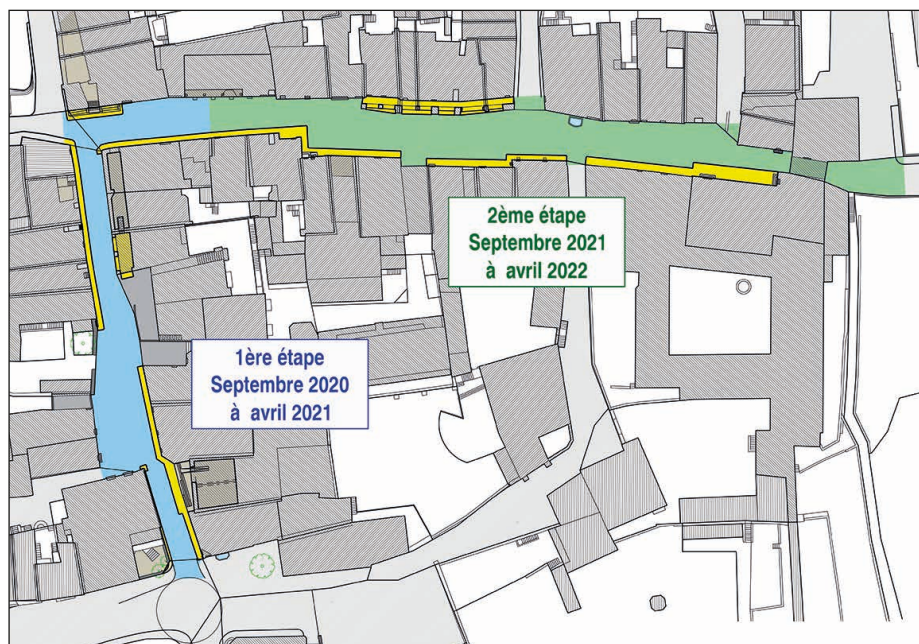 2ème étape
Septembre 2021
à avril 2022
1ère étape
Septembre 2020
à avril 2021